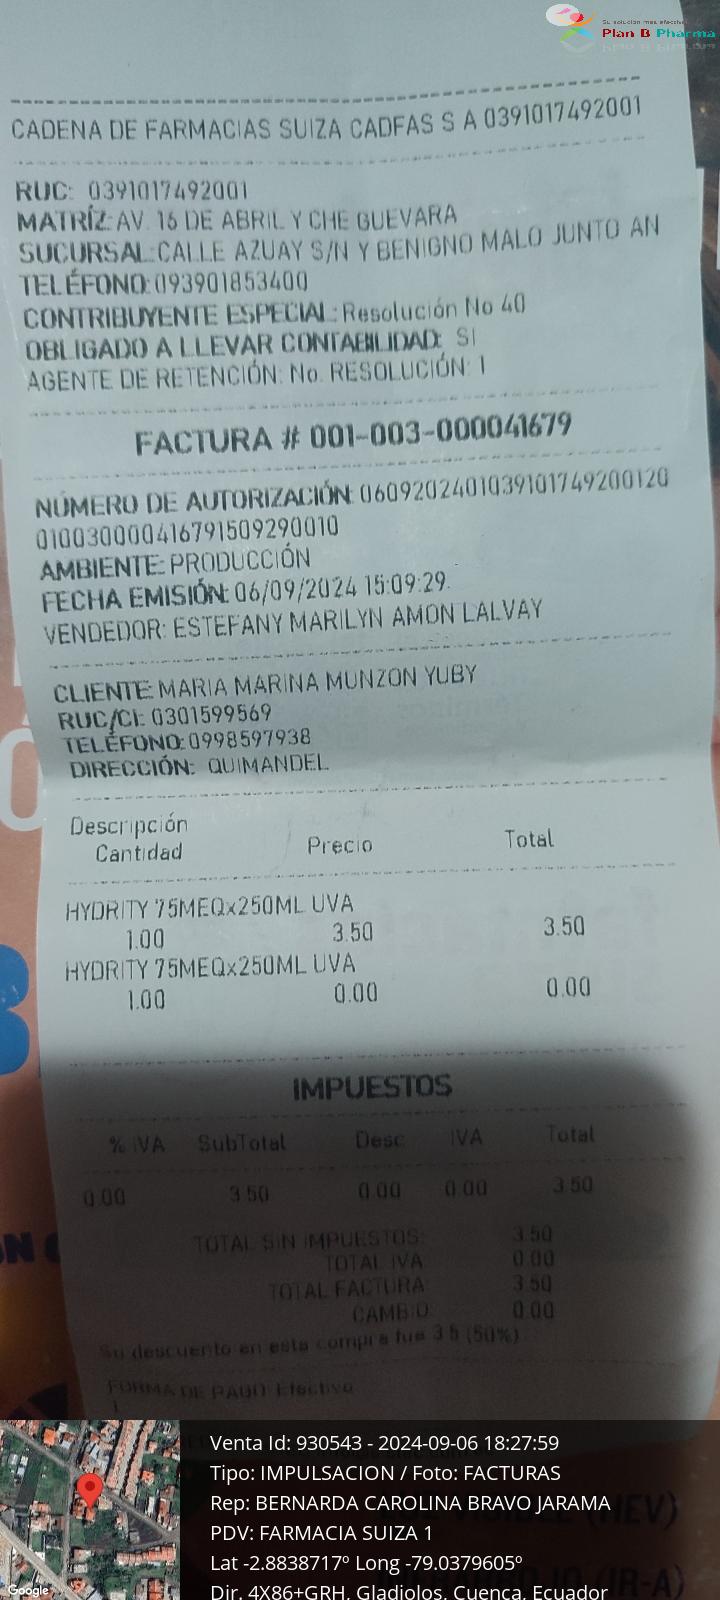 Su solucion mas efectiva
Plan B Pharma
CADENA DE FARMACIAS SUIZA CADFAS S A 0391017492001
RUC: 0391017492001
MATRÍZ:AV. 16 DE ABRIL Y CHE GUEVARA
SUCURSAL:CALLE AZUAY S/N Y BENIGNO MALO JUNTO AN
TELÉFONO:093901853400
CONTRIBUYENTE ESPECIAL: Resolución No 40
OBLIGADO A LLEVAR CONTABILIDAD: SI
AGENTE DE RETENCIÓN: No. RESOLUCIÓN: 1
FACTURA # 001-003-000041679
NÚMERO DE AUTORIZACIÓN: 0609202401039101749200120
010030000416791509290010
AMBIENTE: PRODUCCIÓN
FECHA EMISIÓN: 06/09/2024 15:09:29.
VENDEDOR: ESTEFANY MARILYN AMON LALVAY
CLIENTE: MARIA MARINA MUNZON YUBY
RUC/CI: 0301599569
TELÉFONO:0998597938
DIRECCIÓN: QUIMANDEL
Descripción
Cantidad Precio Total
HYDRITY 75MEQx250ML UVA
1.00 3.50 3.50
HYDRITY 75MEQx250ML UVA
1.00 0.00 0.00
IMPUESTOS
% IVA SubTotal Desc IVA Total
0.00 3.50 0.00 0.00 3.50
TOTAL SIN IMPUESTOS: 3.50
TOTAL IVA 0.00
TOTAL FACTURA: 3.50
CAMBIO: 0.00
Su descuento en esta compra fue 3.5 (50%)
FORMA DE PAGO: Efectivo
Venta Id: 930543 - 2024-09-06 18:27:59
Tipo: IMPULSACION / Foto: FACTURAS
Rep: BERNARDA CAROLINA BRAVO JARAMA
PDV: FARMACIA SUIZA 1
Lat -2.8838717º Long -79.0379605º
Dir. 4X86+GRH, Gladiolos, Cuenca, Ecuador
Google